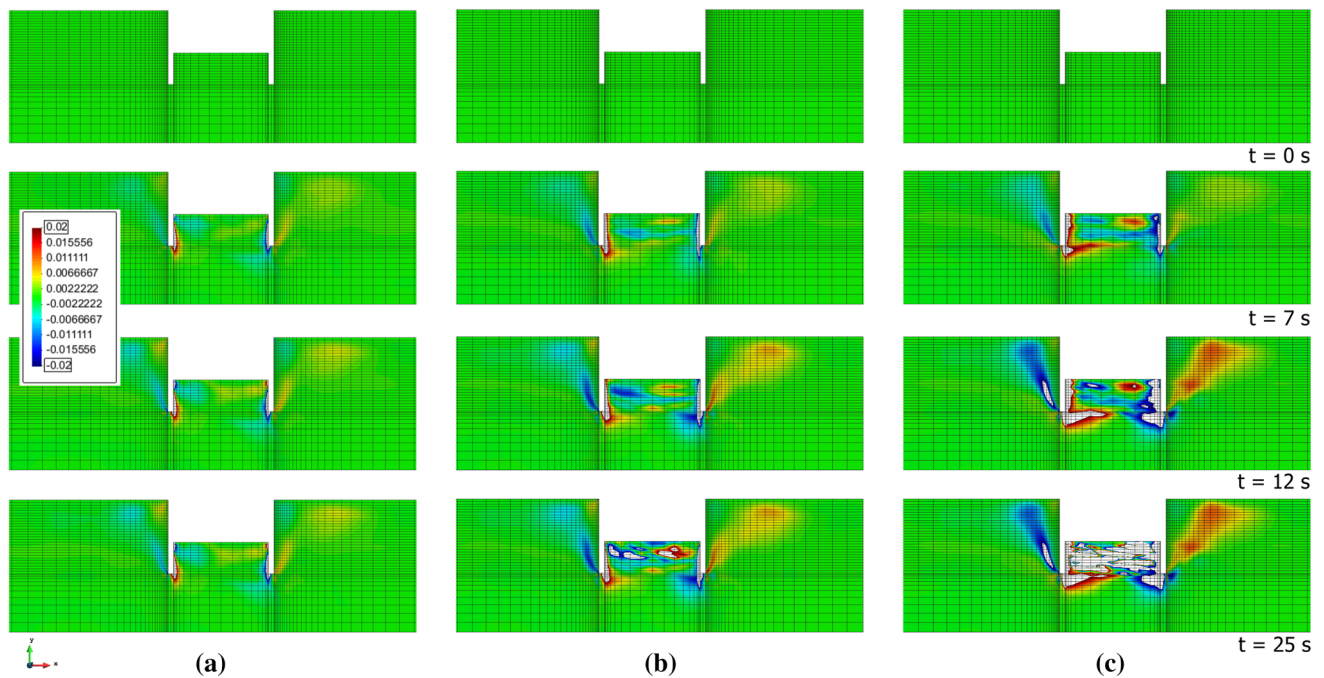 t = 0 s
0.02
0.015556
0.011111
0.0066667
0.0022222
-0.0022222
-0.0066667
-0.011111
-0.015556
-0.02
t = 7 s
t = 12 s
t = 25 s
y
x
(a)
(b)
(c)